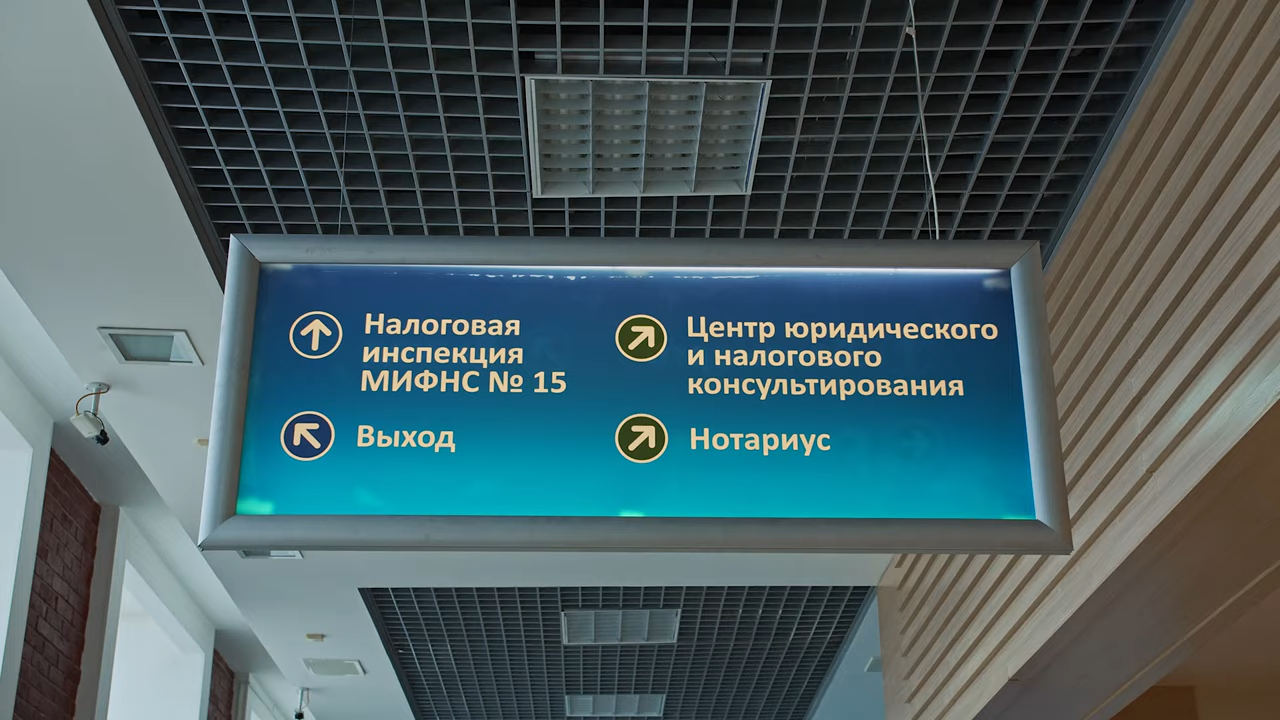 Налоговая
инспекция
МИФНС № 15
Выход
Центр юридического
и налогового
консультирования
Нотариус